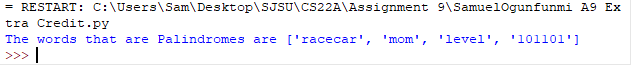 = RESTART: C:\Users\Sam\Desktop\SJSU\CS22A\Assignment 9\SamuelOgunfunmi A9 Ex
tra Credit.py
The words that are Palindromes are ['racecar', 'mom', 'level', '101101']
>>>